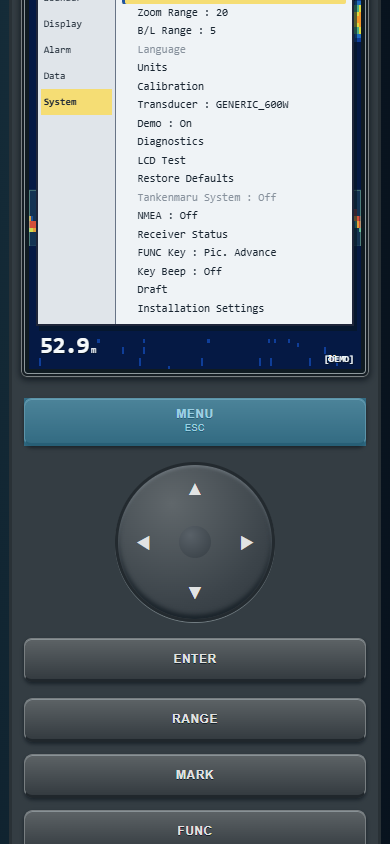 Display
Alarm
Data
System
Zoom Range : 20
B/L Range : 5
Language
Units
Calibration
Transducer : GENERIC_600W
Demo : On
Diagnostics
LCD Test
Restore Defaults
Tankenmaru System : Off
NMEA : Off
Receiver Status
FUNC Key : Pic. Advance
Key Beep : Off
Draft
Installation Settings
52.9m
MENU
ESC
ENTER
RANGE
MARK
FUNC